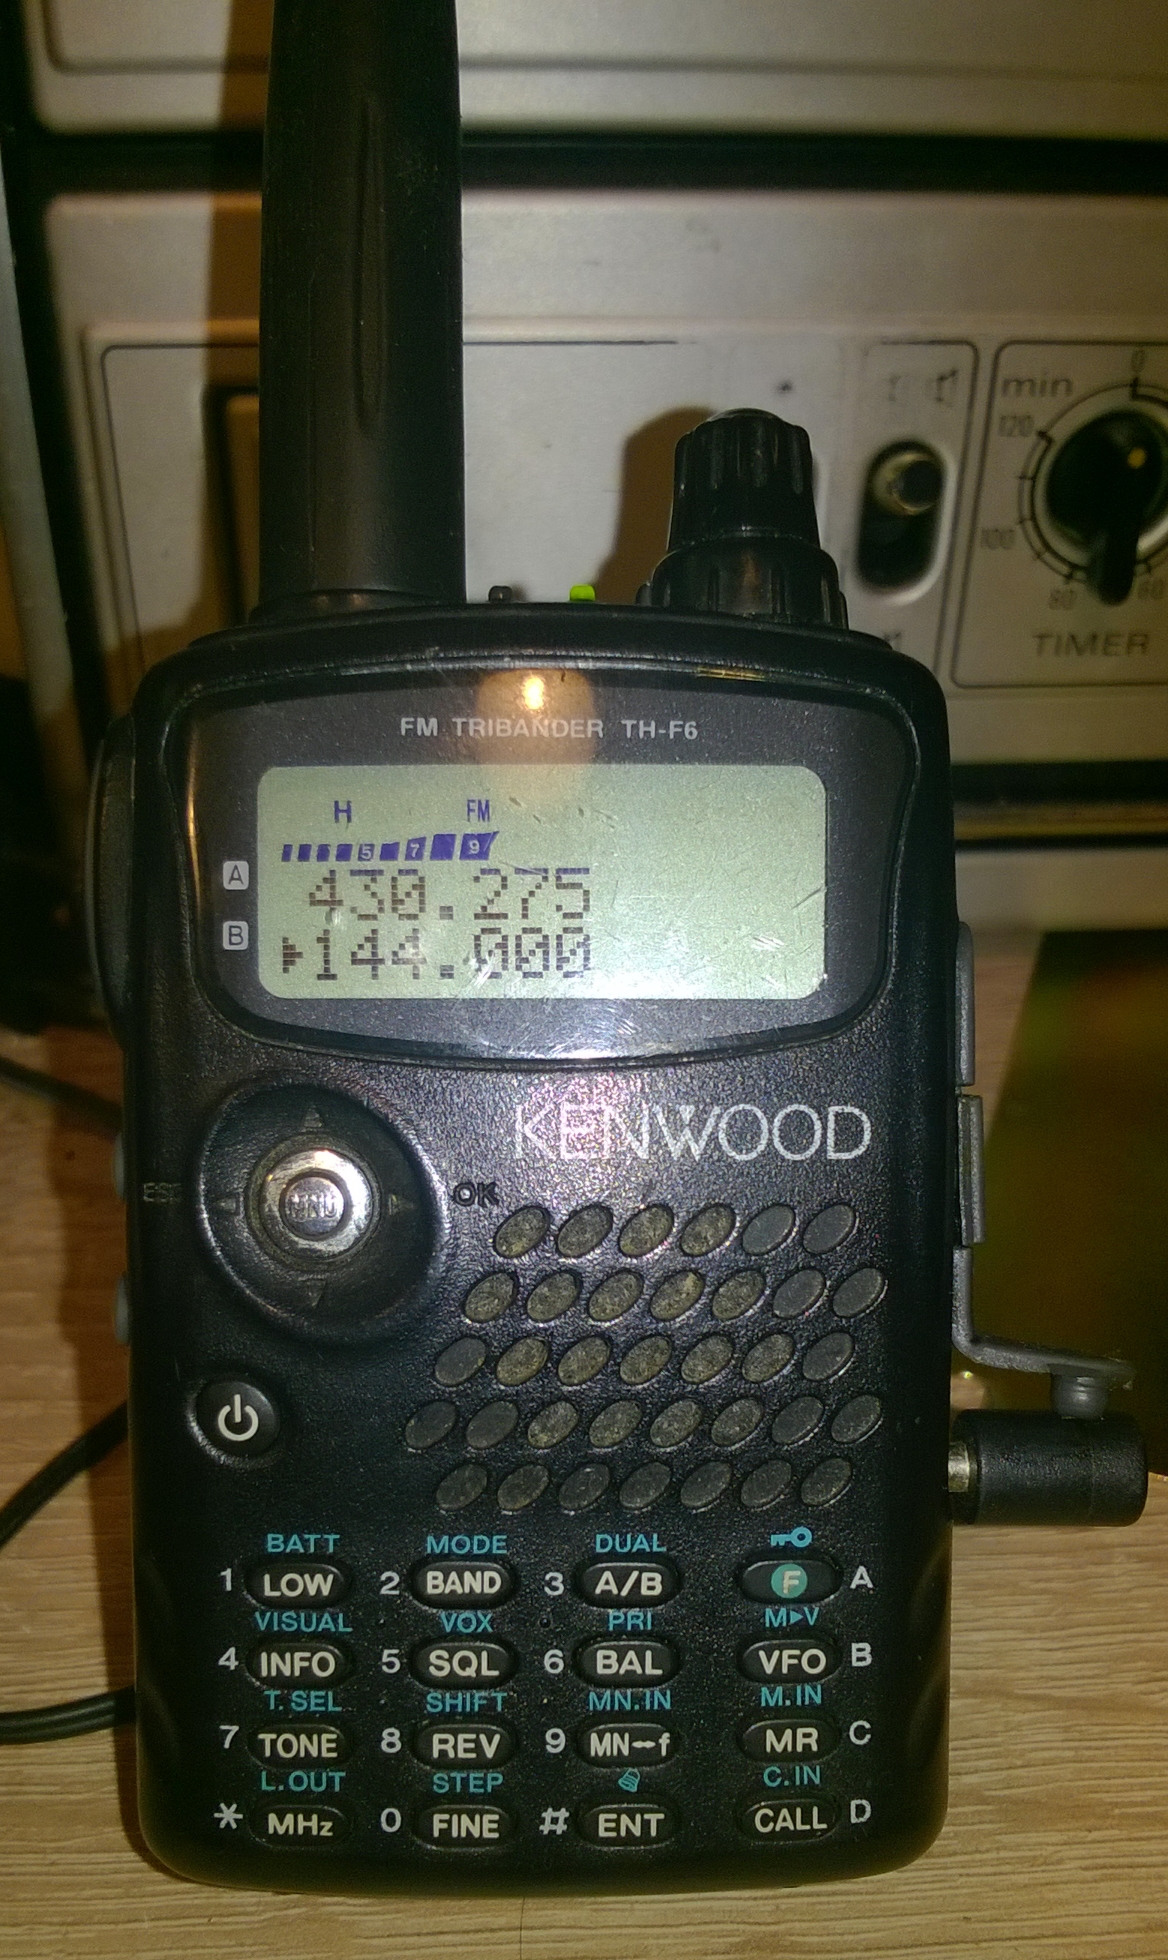 min
0
120
100
80
60
TIMER
FM TRIBANDER TH-F6
H FM
5 7 9
A 430.275
B 144.000
KENWOOD
ESC MNU OK
BATT MODE DUAL
1 LOW 2 BAND 3 A/B F A
VISUAL VOX PRI M▶V
4 INFO 5 SQL 6 BAL VFO B
T.SEL SHIFT MN.IN M.IN
7 TONE 8 REV 9 MN↔f MR C
L.OUT STEP C.IN
* MHz 0 FINE # ENT CALL D